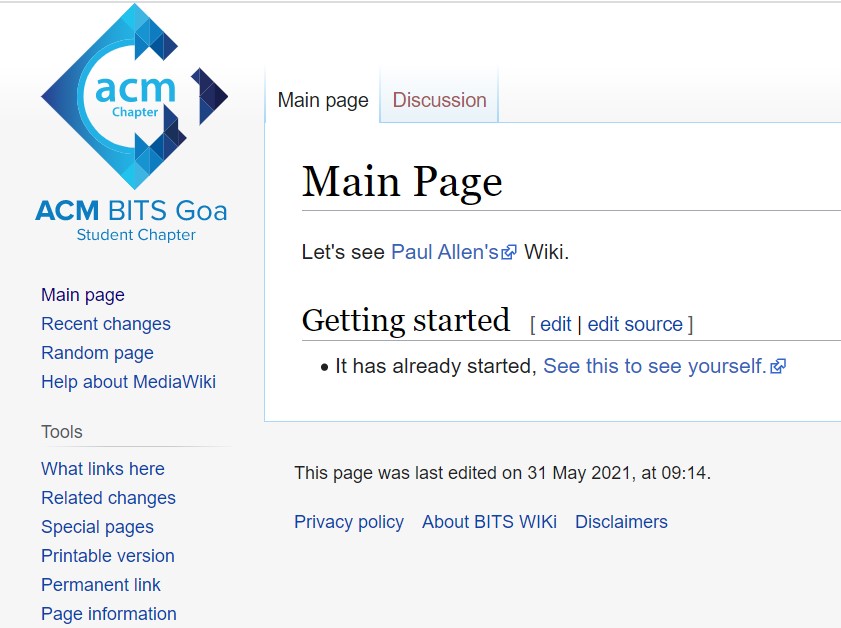 acm
Chapter
ACM BITS Goa
Student Chapter
Main page
Recent changes
Random page
Help about MediaWiki
Tools
What links here
Related changes
Special pages
Printable version
Permanent link
Page information
Main page Discussion
Main Page
Let's see Paul Allen's Wiki.
Getting started [ edit | edit source ]
• It has already started, See this to see yourself.
This page was last edited on 31 May 2021, at 09:14.
Privacy policy About BITS WIKi Disclaimers